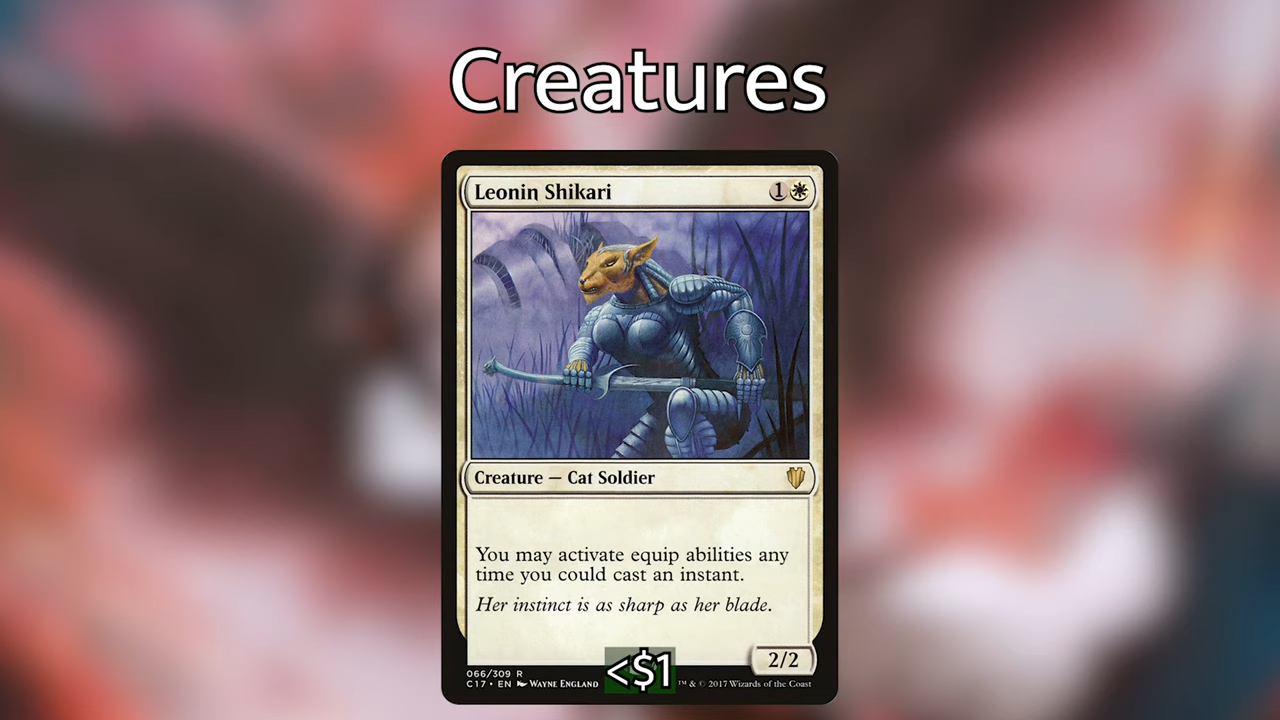 Creatures
Leonin Shikari 1
Creature — Cat Soldier
You may activate equip abilities any
time you could cast an instant.
Her instinct is as sharp as her blade.
2/2
066/309 R
C17 • EN WAYNE ENGLAND
<$1
™ & © 2017 Wizards of the Coast